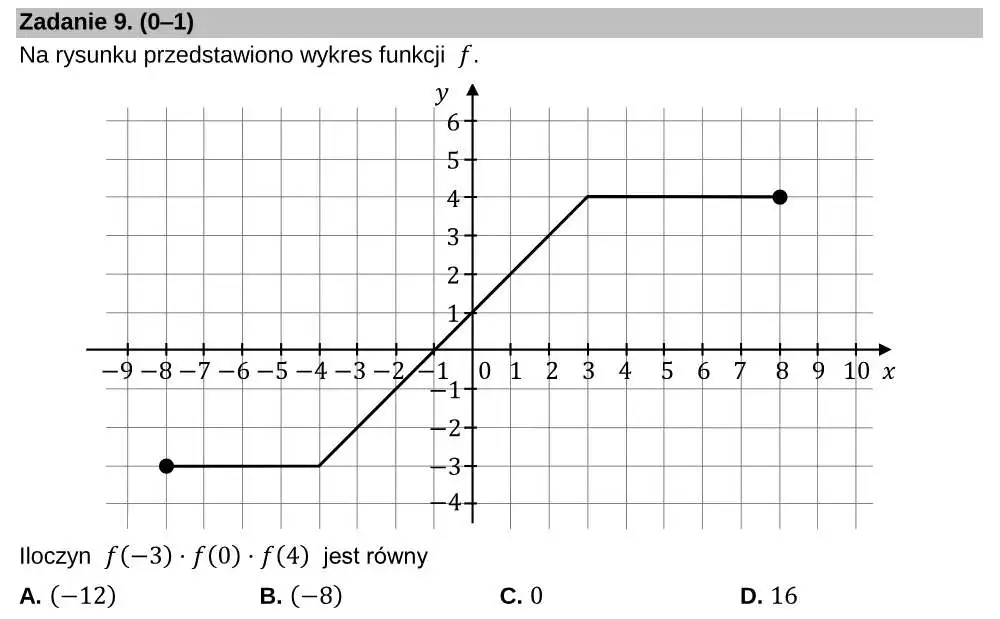 Zadanie 9. (0–1)
Na rysunku przedstawiono wykres funkcji f.
y
6
5
4
3
2
1
−9 −8 −7 −6 −5 −4 −3 −2 −1 0 1 2 3 4 5 6 7 8 9 10 x
−1
−2
−3
−4
Iloczyn f(−3) · f(0) · f(4) jest równy
A. (−12) B. (−8) C. 0 D. 16